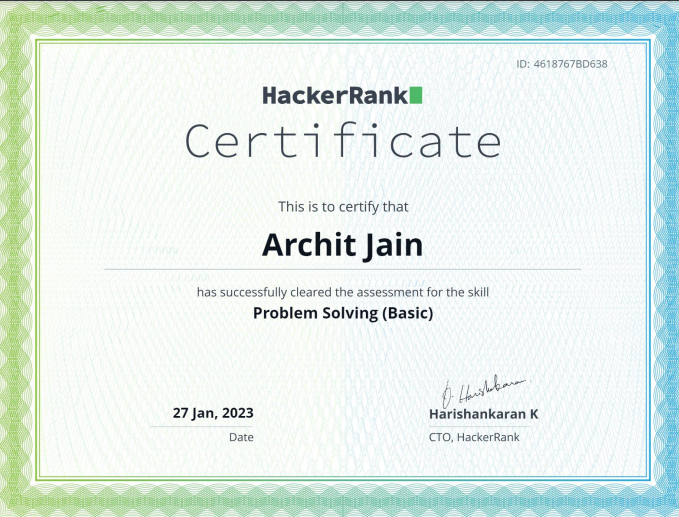 ID: 4618767BD638
HackerRank
Certificate
This is to certify that
Archit Jain
has successfully cleared the assessment for the skill
Problem Solving (Basic)
D. Harishankaran
27 Jan, 2023
Harishankaran K
Date
CTO, HackerRank